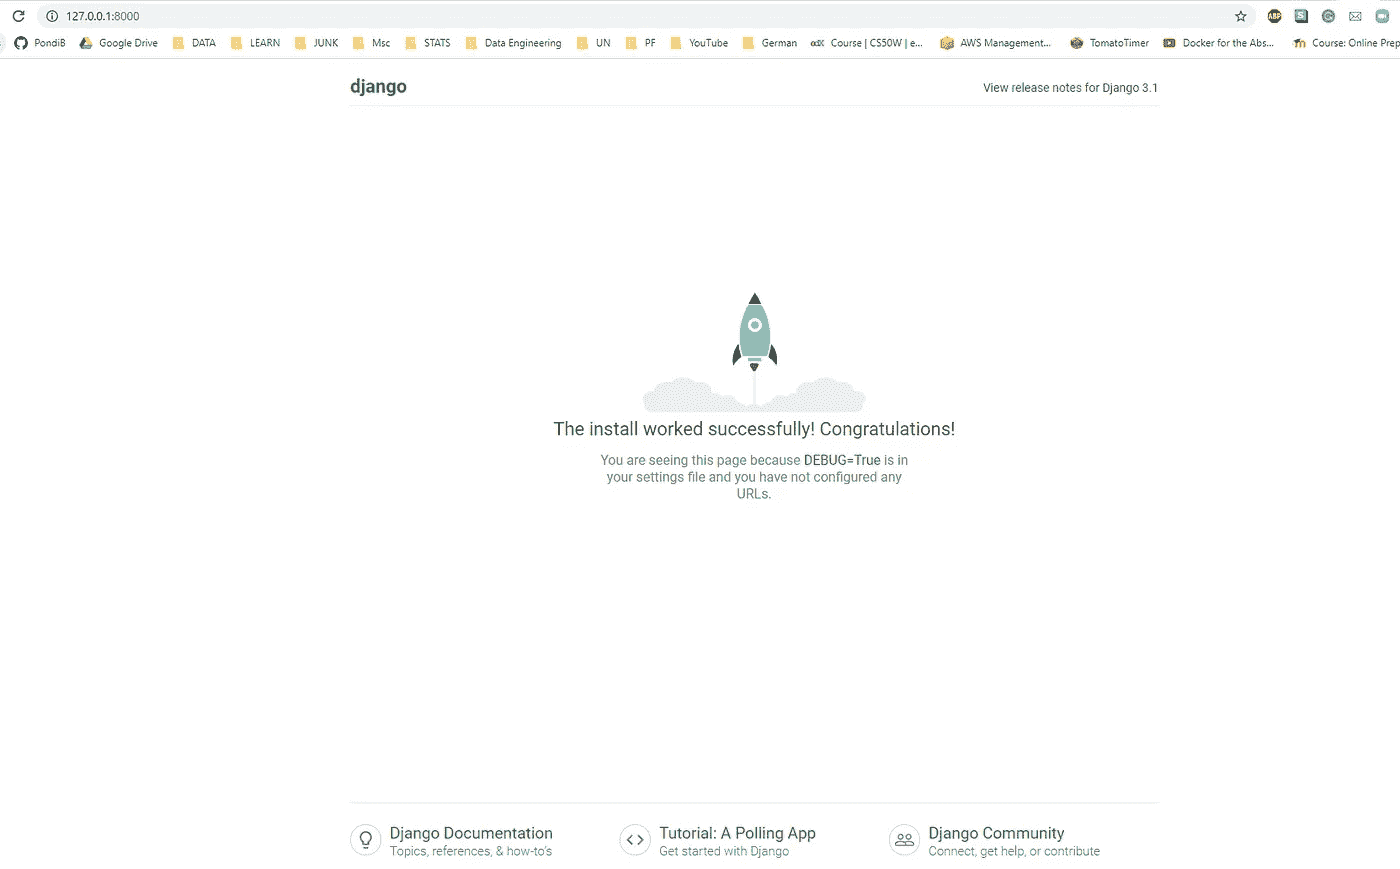 127.0.0.1:8000
ABP
PondiB Google Drive DATA LEARN JUNK Msc STATS Data Engineering UN PF YouTube German edX Course | CS50W | e... AWS Management... TomatoTimer Docker for the Abs... Course: Online Prep
django
View release notes for Django 3.1
The install worked successfully! Congratulations!
You are seeing this page because DEBUG=True is in
your settings file and you have not configured any
URLs.
Django Documentation
Topics, references, & how-to's
Tutorial: A Polling App
Get started with Django
Django Community
Connect, get help, or contribute